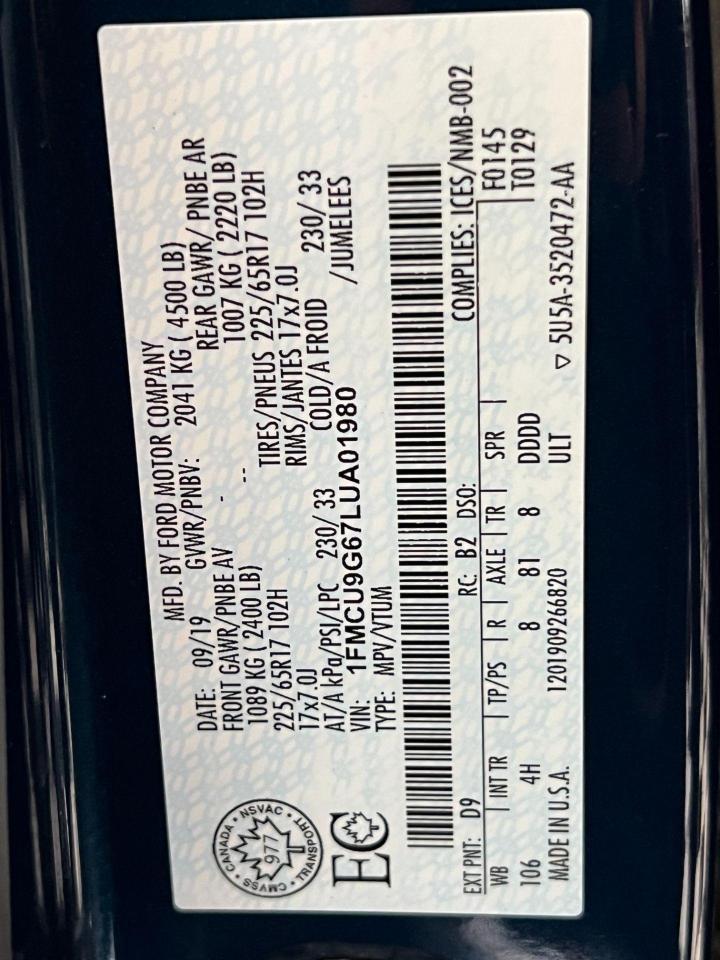 MFD. BY FORD MOTOR COMPANY
DATE: 09/19 GVWR/PNBV: 2041 KG ( 4500 LB)
FRONT GAWR/PNBE AV - REAR GAWR/ PNBE AR
1089 KG ( 2400 LB) -- 1007 KG ( 2220 LB)
225/65R17 102H TIRES/PNEUS 225/65R17 102H
17x7.0J RIMS/JANTES 17x7.0J
AT/A kPa/PSI/LPC 230/ 33 COLD/A FROID 230/ 33
VIN: 1FMCU9G67LUA01980 /JUMELEES
TYPE: MPV/VTUM
CANADA • NSVAC • TRANSPORT • CMVSS •
977
EC
EXT PNT: D9 RC: B2 DSO: COMPLIES: ICES/NMB-002
WB INT TR TP/PS R AXLE TR SPR F0145
106 4H 8 81 8 DDDD T0129
MADE IN U.S.A. 1201909266820 ULT ▽ 5U5A-3520472-AA